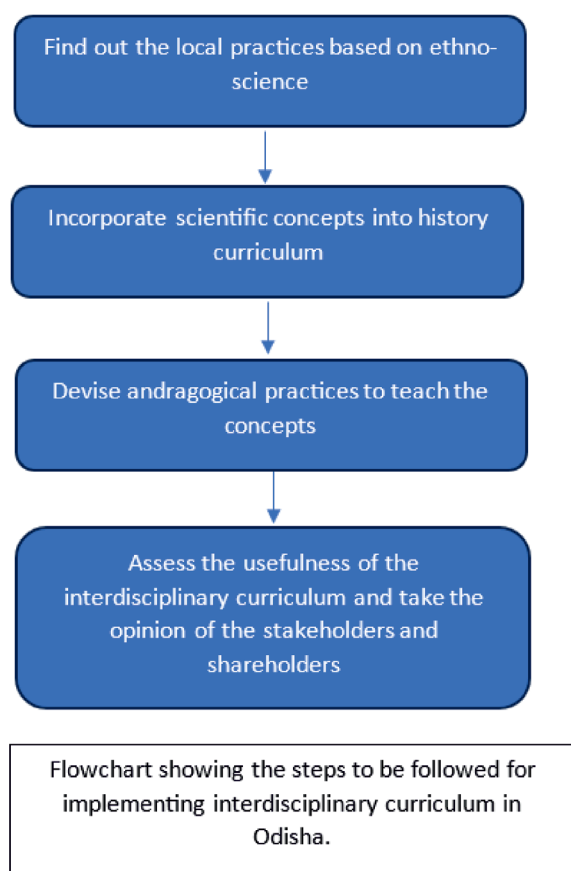 Find out the local practices based on ethno-
science
Incorporate scientific concepts into history
curriculum
Devise andragogical practices to teach the
concepts
Assess the usefulness of the
interdisciplinary curriculum and take the
opinion of the stakeholders and
shareholders
Flowchart showing the steps to be followed for
implementing interdisciplinary curriculum in
Odisha.